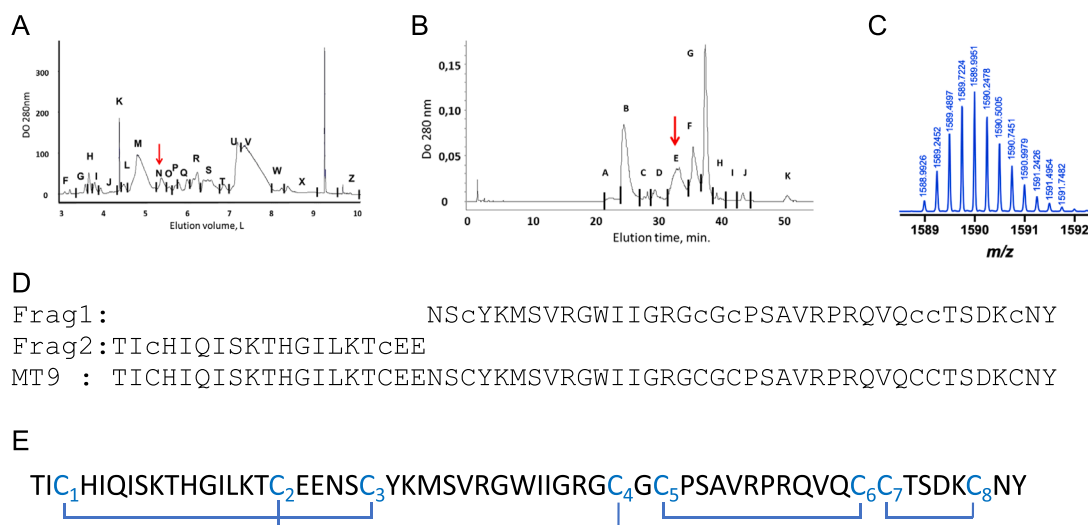 A
B
C
DO 280nm
300
200
100
0
F
G
H
I
J
K
L
M
N
O
P
Q
R
S
T
U
V
W
X
Z
3
4
5
6
7
8
9
10
Elution volume, L
Do 280 nm
0,15
0,10
0,05
0
A
B
C
D
E
F
G
H
I
J
K
10
20
30
40
50
Elution time, min.
1588.9926
1589.2452
1589.4897
1589.7224
1589.9951
1590.2478
1590.5005
1590.7451
1590.9979
1591.2426
1591.4954
1591.7482
1589
1590
1591
1592
m/z
D
Frag1: NScYKMSVRGWIIGRGcGcPSAVRPRQVQccTSDKcNY
Frag2:TIcHIQISKTHGILKTcEE
MT9 : TICHIQISKTHGILKTCEENSCYKMSVRGWIIGRGCGCPSAVRPRQVQCCTSDKCNY
E
TIC1HIQISKTHGILKTC2EENSC3YKMSVRGWIIGRGC4GC5PSAVRPRQVQC6C7TSDKC8NY